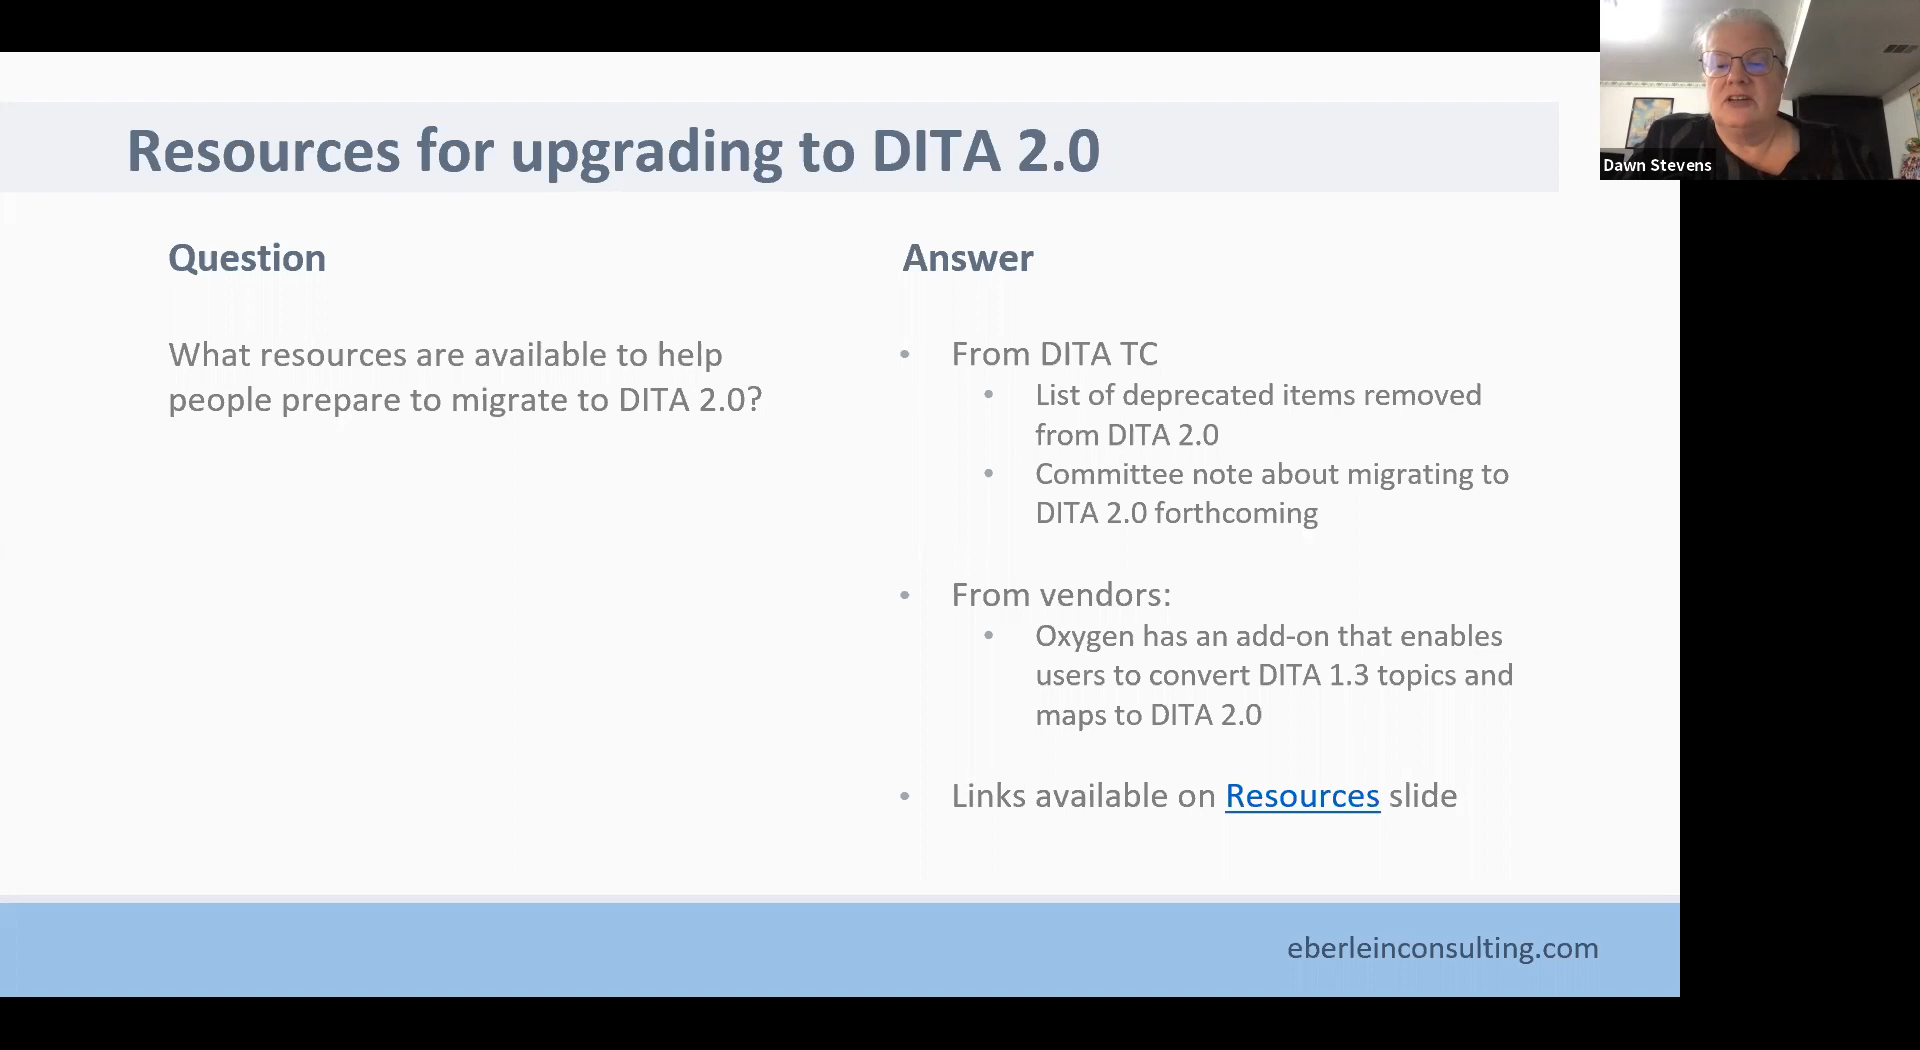 Resources for upgrading to DITA 2.0
Dawn Stevens
Question
What resources are available to help
people prepare to migrate to DITA 2.0?
Answer
• From DITA TC
• List of deprecated items removed
from DITA 2.0
• Committee note about migrating to
DITA 2.0 forthcoming
• From vendors:
• Oxygen has an add-on that enables
users to convert DITA 1.3 topics and
maps to DITA 2.0
• Links available on Resources slide
eberleinconsulting.com